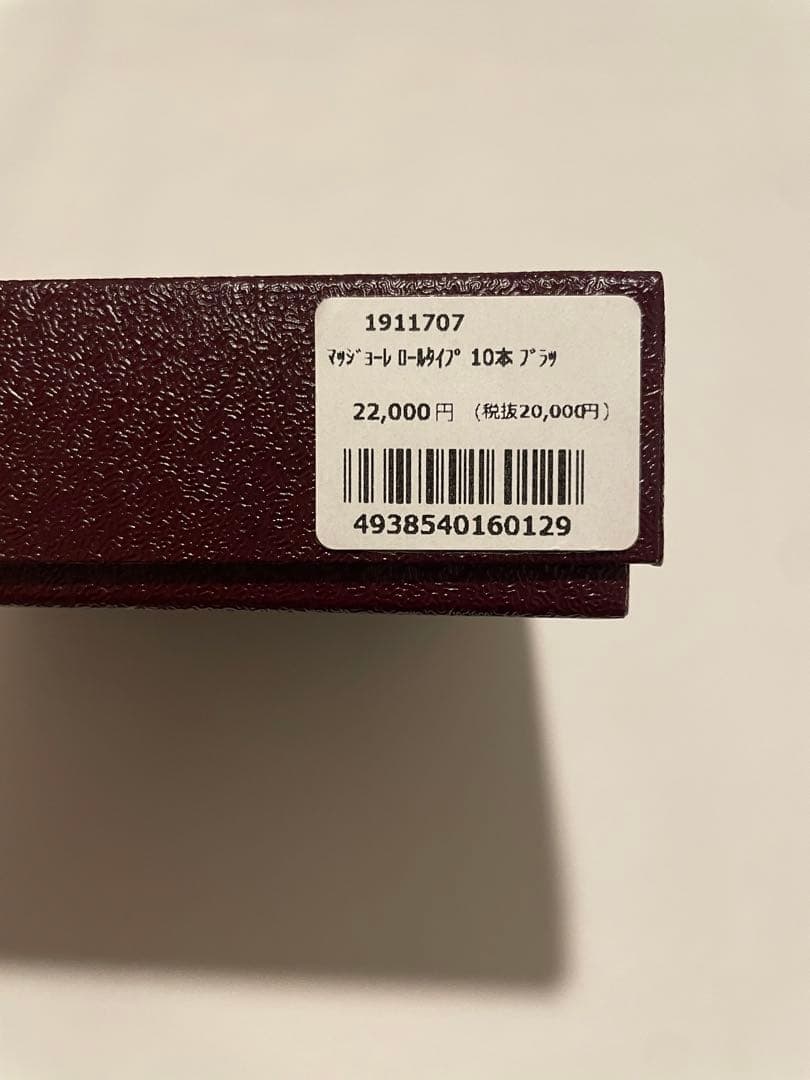 1911707
ﾏｯｼﾞｮｰﾚ ﾛｰﾙﾀｲﾌﾟ 10本 ﾌﾞﾗｯ
22,000円 (税抜20,000円)
4938540160129